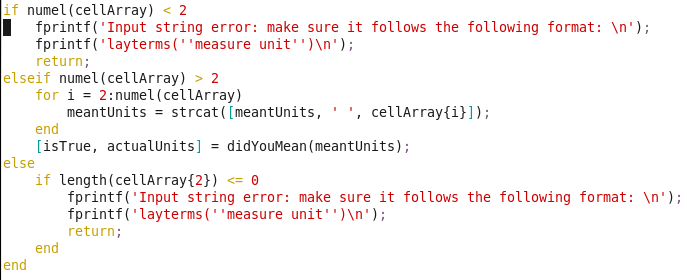 if numel(cellArray) < 2
    fprintf('Input string error: make sure it follows the following format: \n');
    fprintf('layterms(''measure unit'')\n');
    return;
elseif numel(cellArray) > 2
    for i = 2:numel(cellArray)
        meantUnits = strcat([meantUnits, ' ', cellArray{i}]);
    end
    [isTrue, actualUnits] = didYouMean(meantUnits);
else
    if length(cellArray{2}) <= 0
        fprintf('Input string error: make sure it follows the following format: \n');
        fprintf('layterms(''measure unit'')\n');
        return;
    end
end